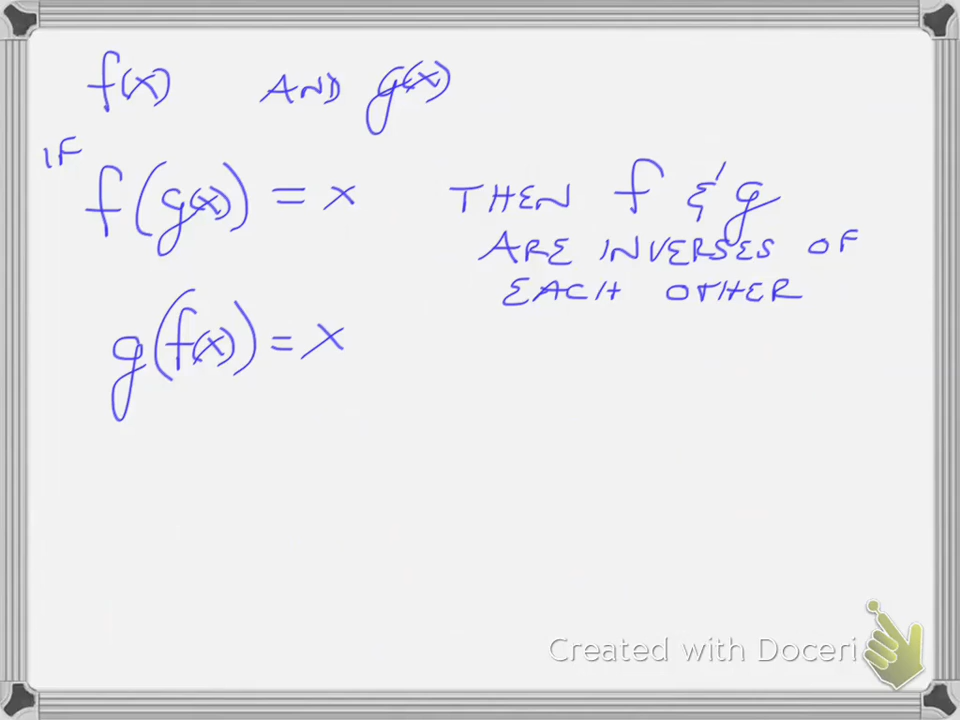 f(x) AND g(x)
IF
f(g(x)) = x THEN f & g
ARE INVERSES OF
EACH OTHER
g(f(x)) = x
Created with Doceri